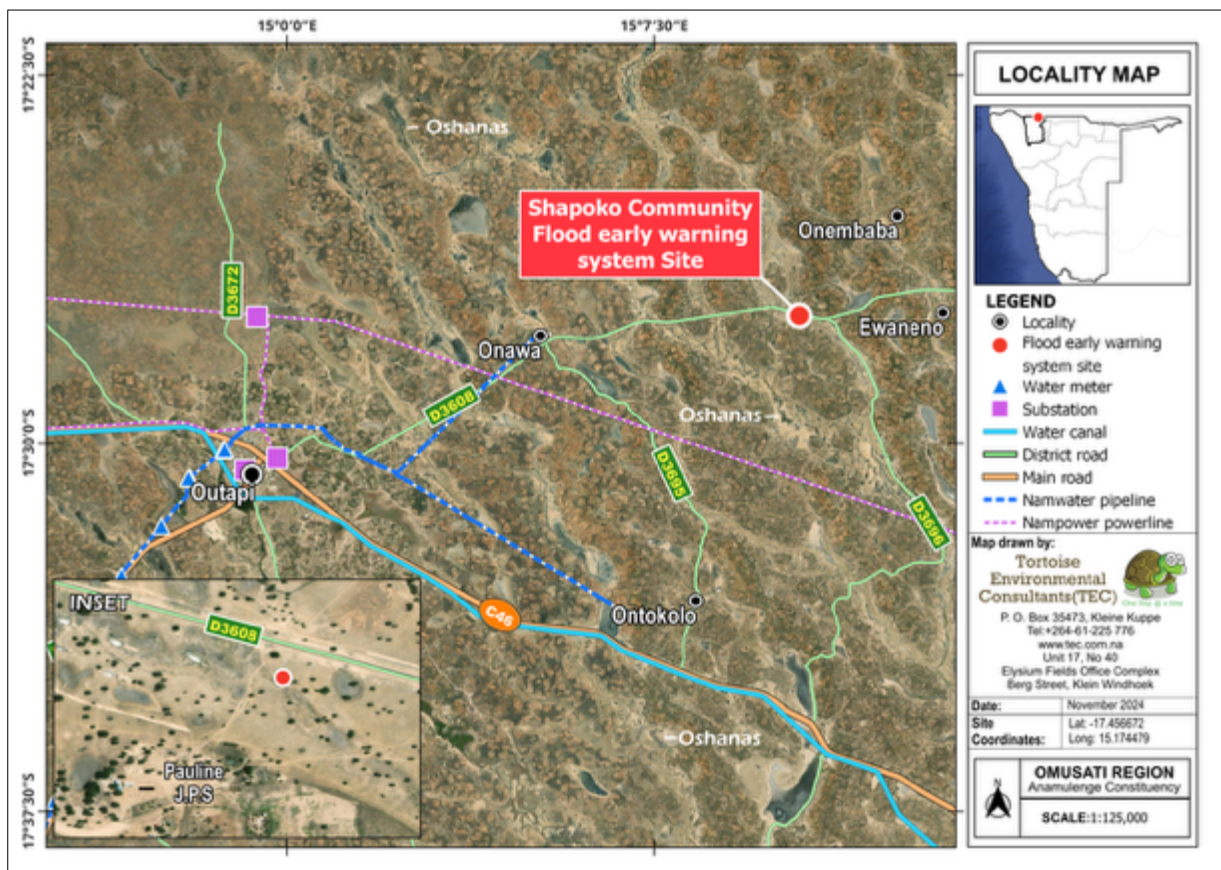 15°0'0"E
15°7'30"E
17°22'30"S
17°30'0"S
17°37'30"S
Oshanas
Shapoko Community
Flood early warning
system Site
Onembaba
D3672
Onawa
Ewaneno
D3608
Oshanas
D3695
D3696
Outapi
C46
Ontokolo
Oshanas
INSET
D3608
Pauline
J.P.S
LOCALITY MAP
LEGEND
Locality
Flood early warning
system site
Water meter
Substation
Water canal
District road
Main road
Namwater pipeline
Nampower powerline
Map drawn by:
Tortoise
Environmental
Consultants(TEC)
One step @ a time
P. O. Box 35473, Kleine Kuppe
Tel:+264-61-225 776
www.tec.com.na
Unit 17, No 40
Elysium Fields Office Complex
Berg Street, Klein Windhoek
Date: November 2024
Site Lat: -17.456672
Coordinates: Long: 15.174479
N
OMUSATI REGION
Anamulenge Constituency
SCALE:1:125,000